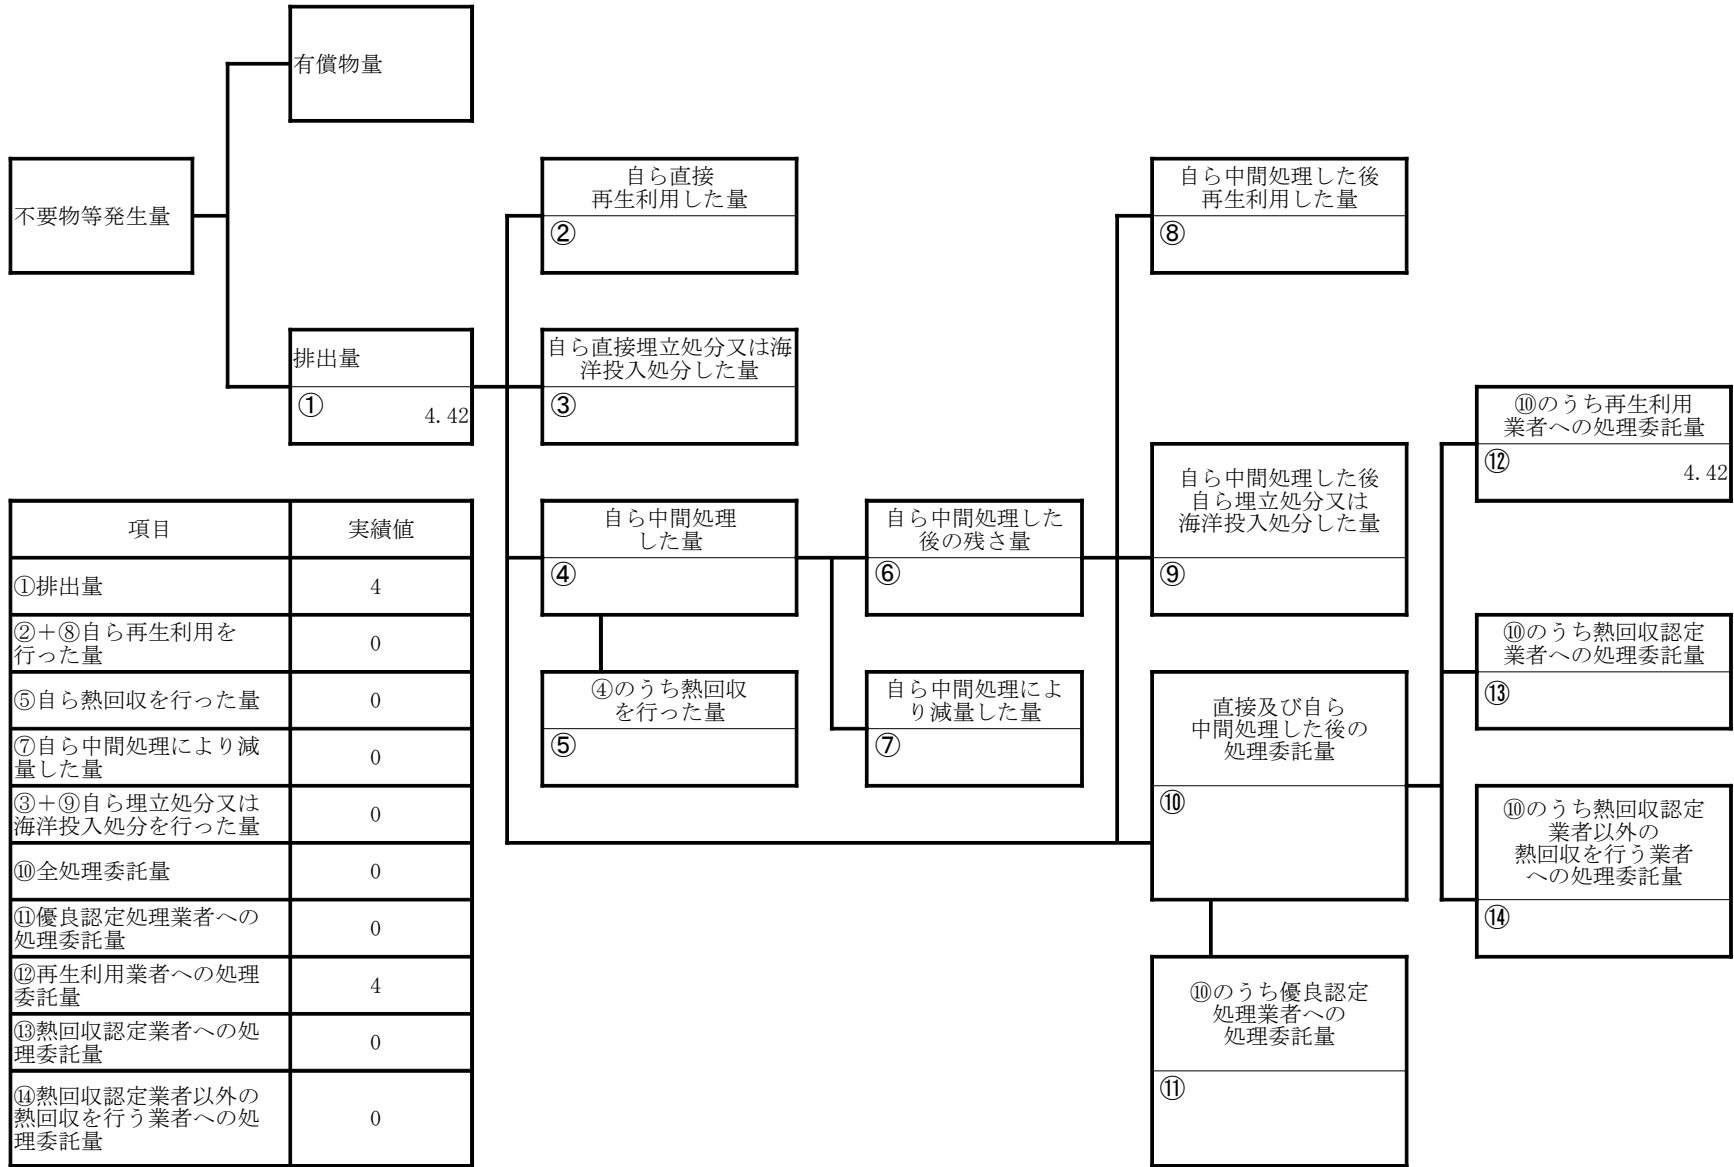 有償物量
不要物等発生量
自ら直接
再生利用した量
②
自ら中間処理した後
再生利用した量
⑧
排出量
①
4.42
自ら直接埋立処分又は海
洋投入処分した量
③
⑩のうち再生利用
業者への処理委託量
⑫
4.42
自ら中間処理
した量
④
自ら中間処理した
後の残さ量
⑥
自ら中間処理した後
自ら埋立処分又は
海洋投入処分した量
⑨
⑩のうち熱回収認定
業者への処理委託量
⑬
④のうち熱回収
を行った量
⑤
自ら中間処理によ
り減量した量
⑦
直接及び自ら
中間処理した後の
処理委託量
⑩
⑩のうち熱回収認定
業者以外の
熱回収を行う業者
への処理委託量
⑭
⑩のうち優良認定
処理業者への
処理委託量
⑪
項目 実績値
①排出量 4
②+⑧自ら再生利用を
行った量 0
⑤自ら熱回収を行った量 0
⑦自ら中間処理により減
量した量 0
③+⑨自ら埋立処分又は
海洋投入処分を行った量 0
⑩全処理委託量 0
⑪優良認定処理業者への
処理委託量 0
⑫再生利用業者への処理
委託量 4
⑬熱回収認定業者への処
理委託量 0
⑭熱回収認定業者以外の
熱回収を行う業者への処
理委託量 0